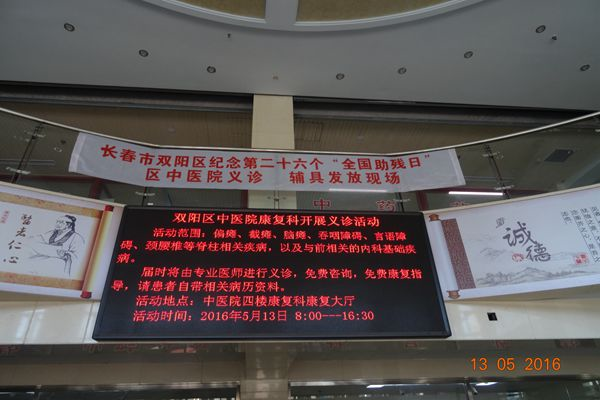 长春市双阳区纪念第二十六个“全国助残日”
区中医院义诊 辅具发放现场
中药
医者仁心
诚德
双阳区中医院康复科开展义诊活动
活动范围：偏瘫、截瘫、脑瘫、吞咽障碍、言语障
碍、颈腰椎等脊柱相关疾病，以及与前相关的内科基础疾
病。
届时将由专业医师进行义诊，免费咨询，免费康复指
导，请患者自带相关病历资料。
活动地点：中医院四楼康复科康复大厅
活动时间：2016年5月13日 8:00---16:30
13 05 2016